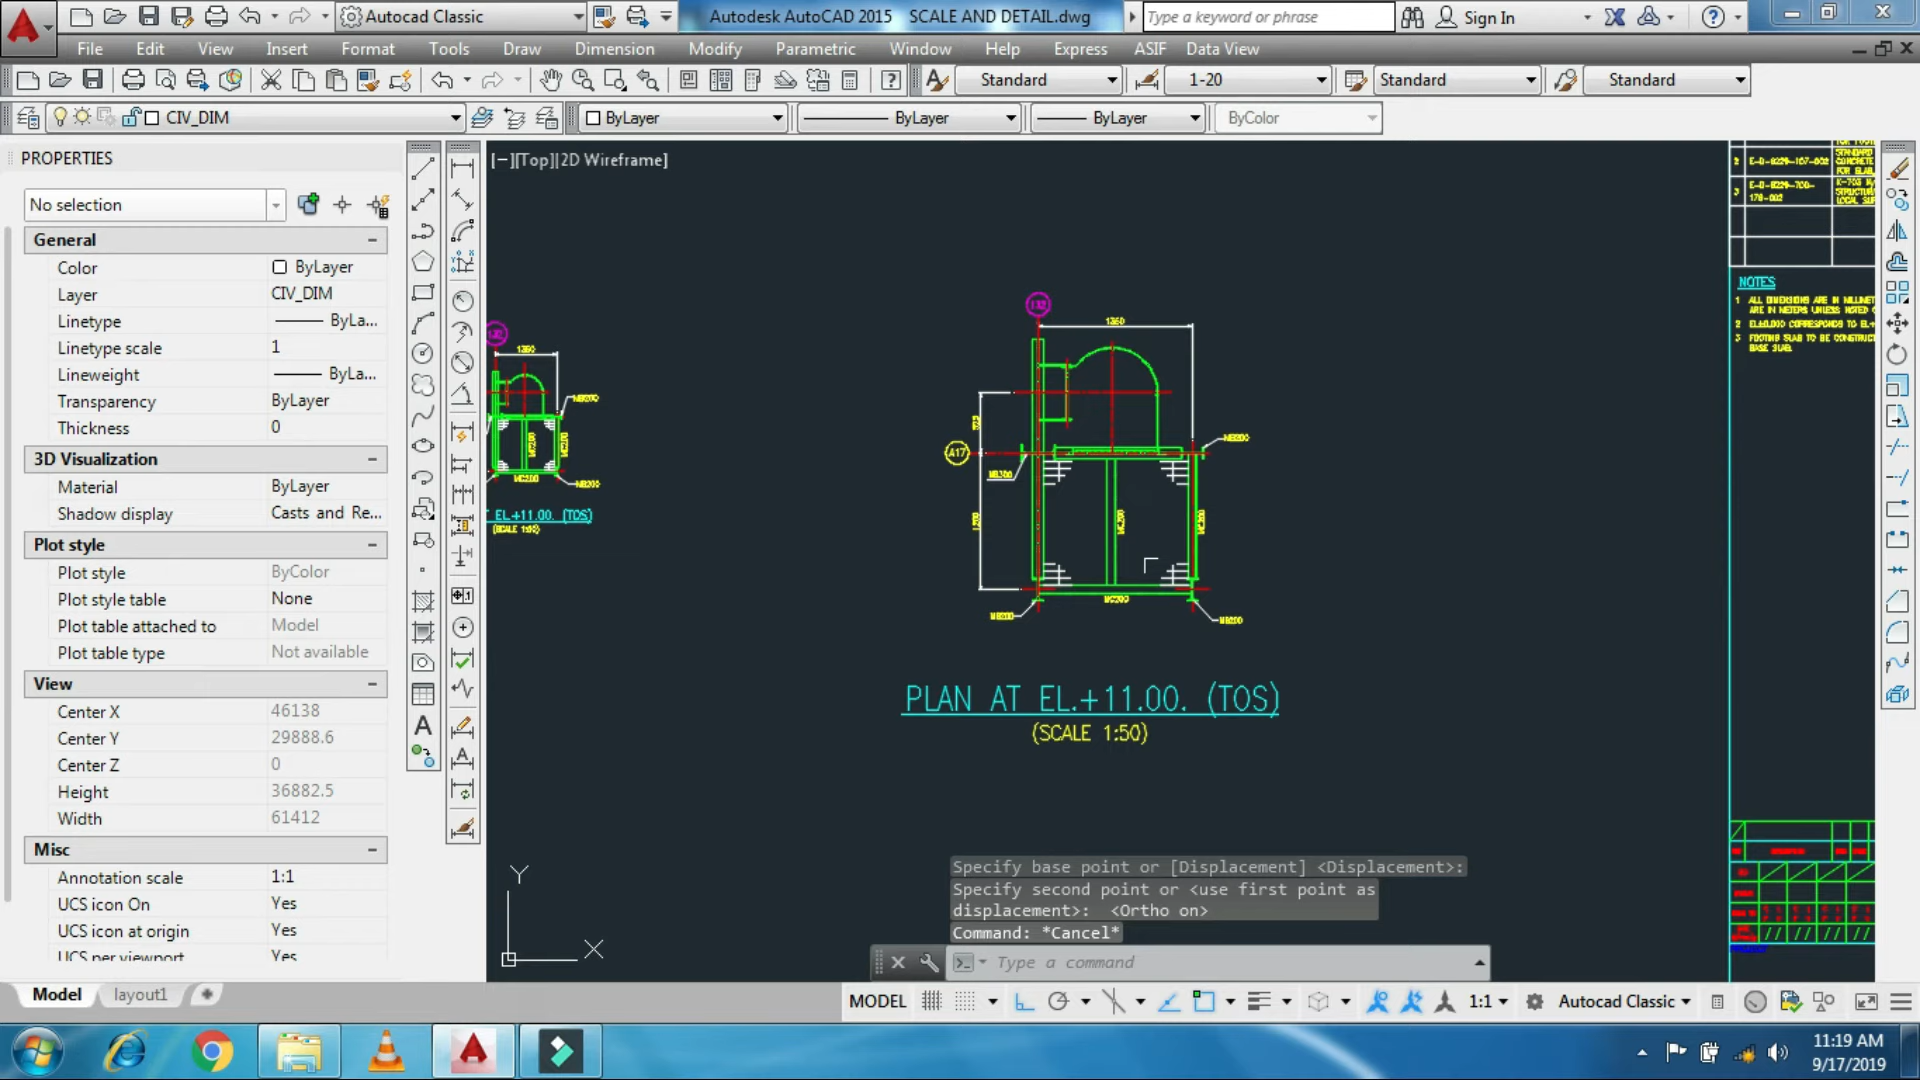 Autocad Classic
Autodesk AutoCAD 2015 SCALE AND DETAIL.dwg
Type a keyword or phrase
Sign In
File Edit View Insert Format Tools Draw Dimension Modify Parametric Window Help Express ASIF Data View
Standard 1-20 Standard Standard
CIV_DIM ByLayer ByLayer ByLayer ByColor
PROPERTIES
[−][Top][2D Wireframe]
No selection
General
Color ByLayer
Layer CIV_DIM
Linetype ByLa...
Linetype scale 1
Lineweight ByLa...
Transparency ByLayer
Thickness 0
3D Visualization
Material ByLayer
Shadow display Casts and Re...
Plot style
Plot style ByColor
Plot style table None
Plot table attached to Model
Plot table type Not available
View
Center X 46138
Center Y 29888.6
Center Z 0
Height 36882.5
Width 61412
Misc
Annotation scale 1:1
UCS icon On Yes
UCS icon at origin Yes
UCS per viewport Yes
EL.+11.00. (TOS)
(SCALE 1:50)
A17
PLAN AT EL.+11.00. (TOS)
(SCALE 1:50)
NOTES
Y
X
Specify base point or [Displacement] <Displacement>:
Specify second point or <use first point as
displacement>: <Ortho on>
Command: *Cancel*
Type a command
Model layout1
MODEL 1:1 Autocad Classic
11:19 AM
9/17/2019